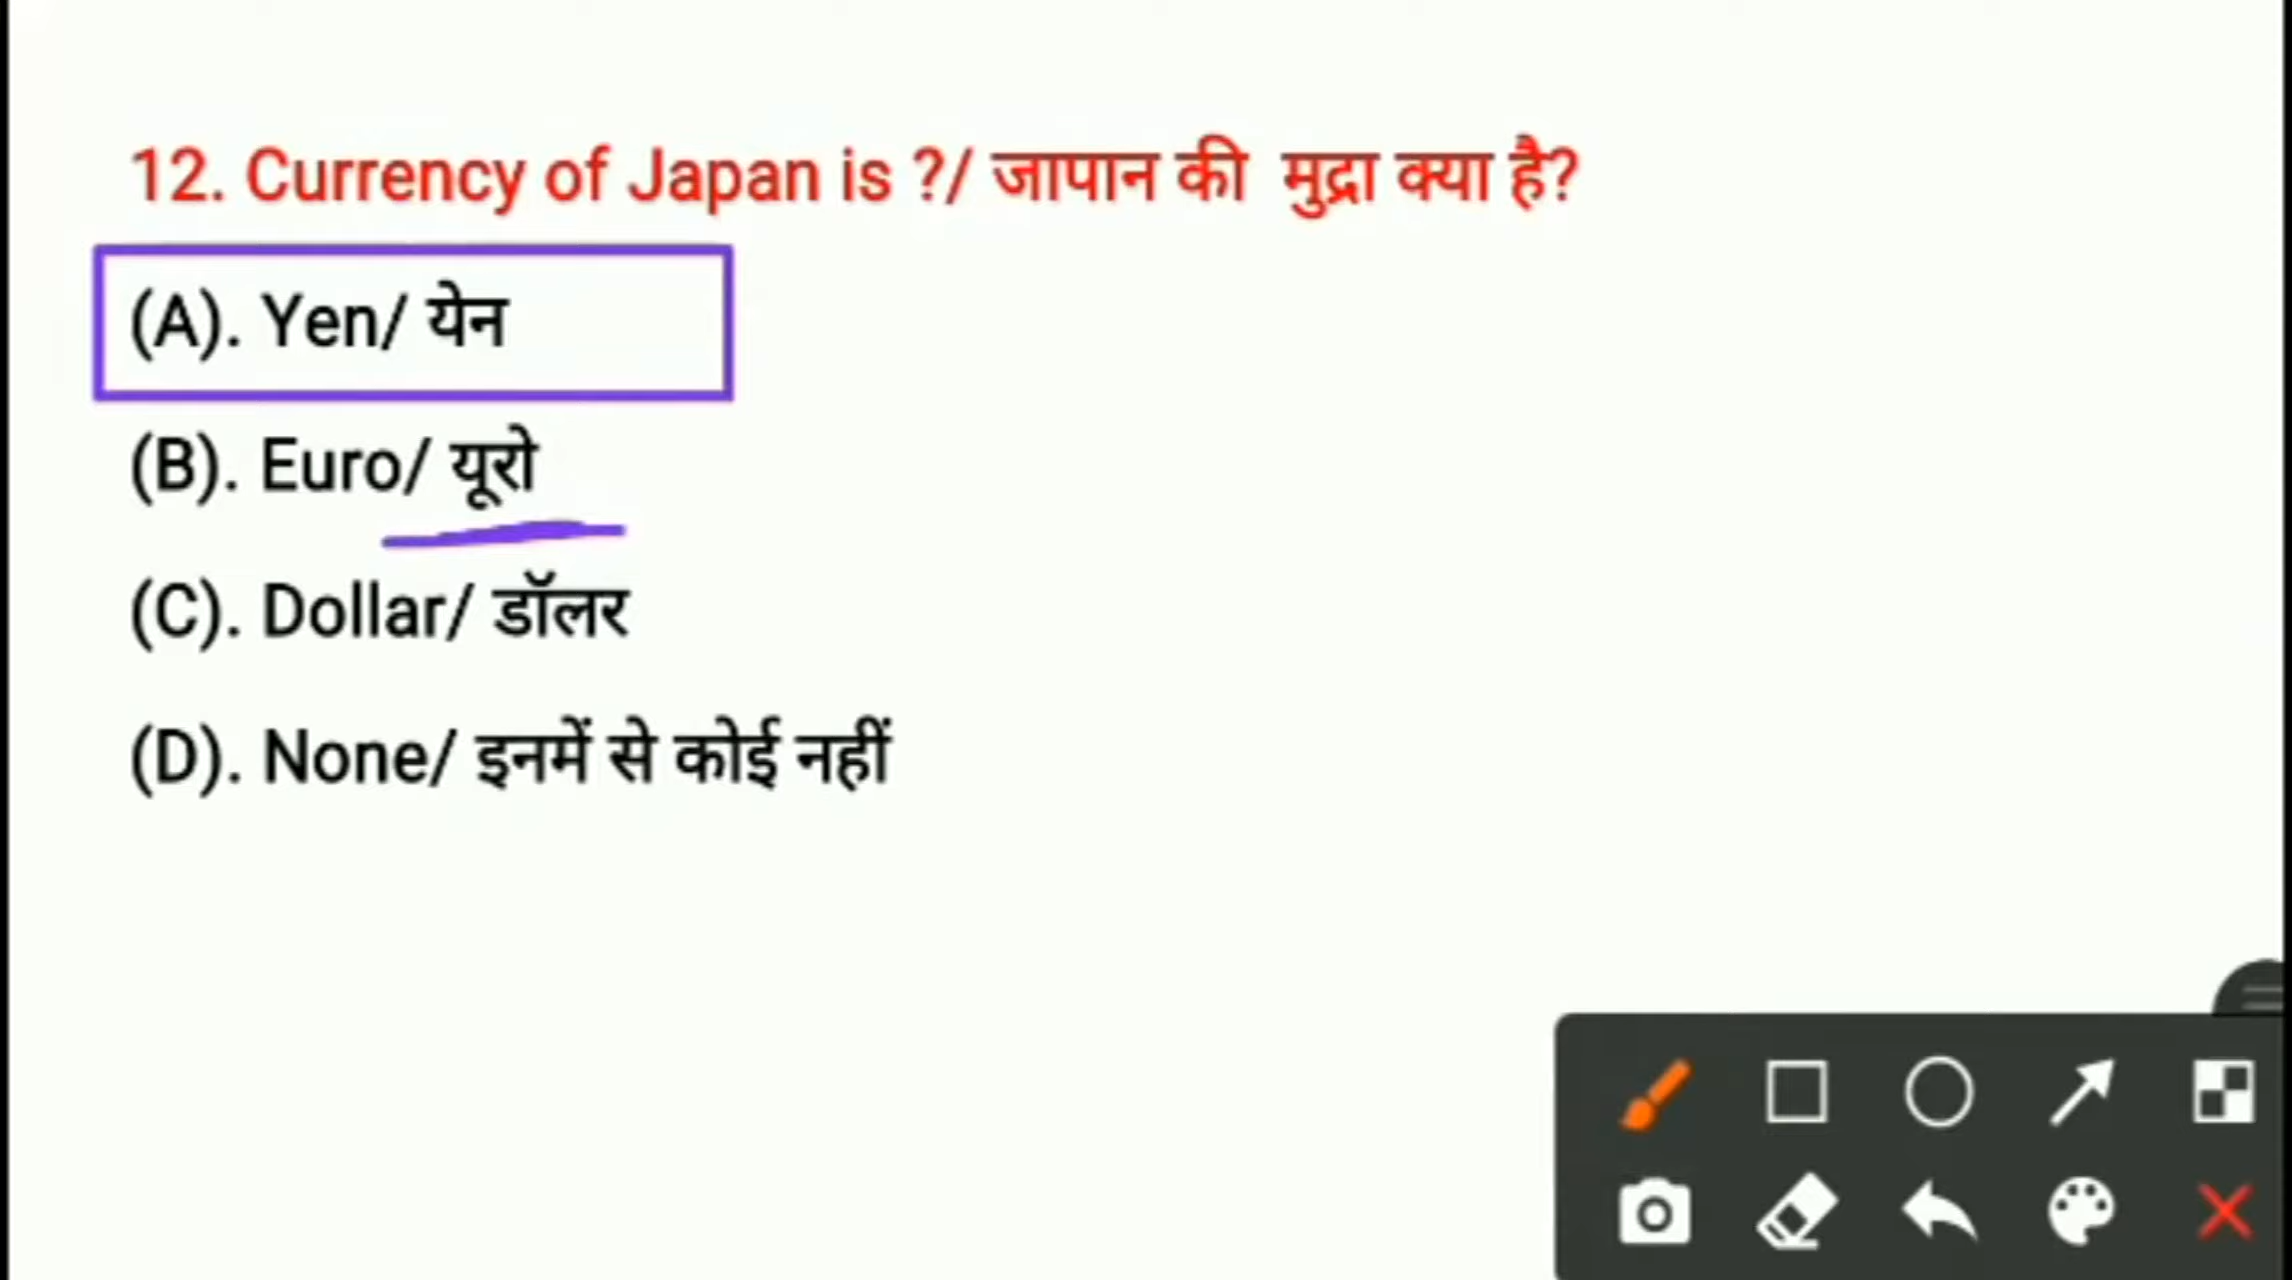 12. Currency of Japan is ?/ जापान की मुद्रा क्या है?
(A). Yen/ येन
(B). Euro/ यूरो
(C). Dollar/ डॉलर
(D). None/ इनमें से कोई नहीं